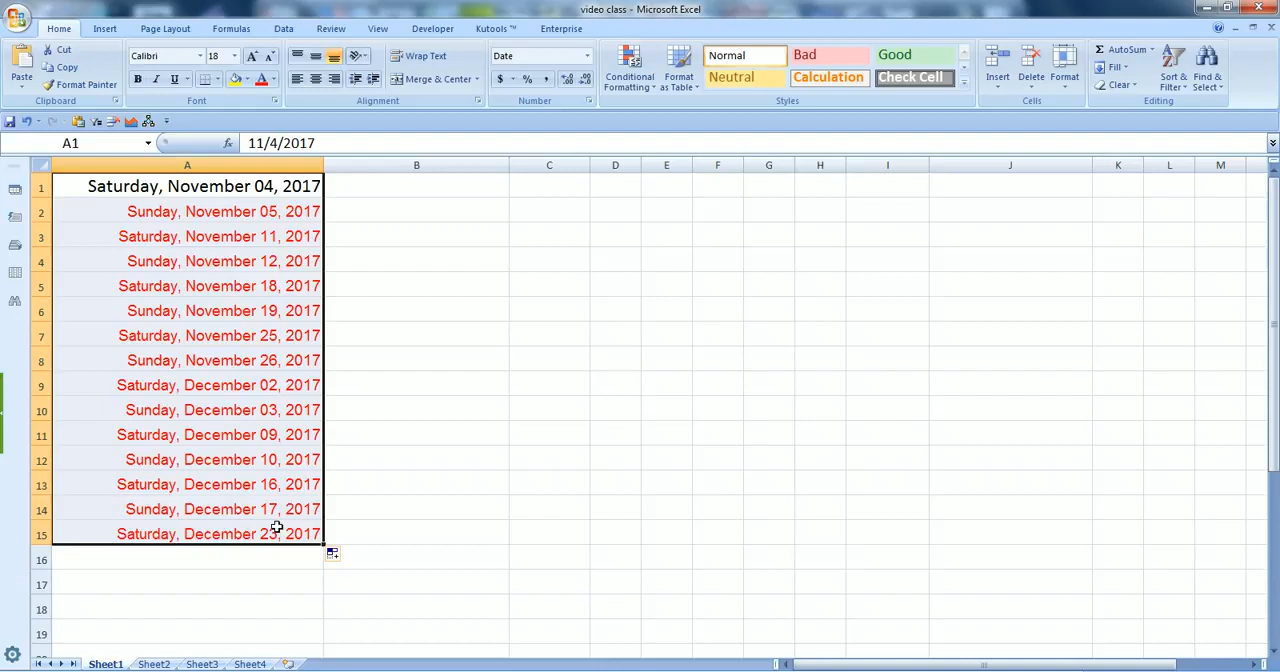 video class - Microsoft Excel
Home Insert Page Layout Formulas Data Review View Developer Kutools ™ Enterprise
Paste
Cut
Copy
Format Painter
Clipboard
Calibri 18
B I U
Font
Wrap Text
Merge & Center
Alignment
Date
$ % ,
Number
Conditional Formatting
Format as Table
Normal Bad Good
Neutral Calculation Check Cell
Styles
Insert Delete Format
Cells
AutoSum
Fill
Clear
Sort & Filter
Find & Select
Editing
A1 fx 11/4/2017
A B C D E F G H I J K L M
1 Saturday, November 04, 2017
2 Sunday, November 05, 2017
3 Saturday, November 11, 2017
4 Sunday, November 12, 2017
5 Saturday, November 18, 2017
6 Sunday, November 19, 2017
7 Saturday, November 25, 2017
8 Sunday, November 26, 2017
9 Saturday, December 02, 2017
10 Sunday, December 03, 2017
11 Saturday, December 09, 2017
12 Sunday, December 10, 2017
13 Saturday, December 16, 2017
14 Sunday, December 17, 2017
15 Saturday, December 23, 2017
16
17
18
19
Sheet1 Sheet2 Sheet3 Sheet4